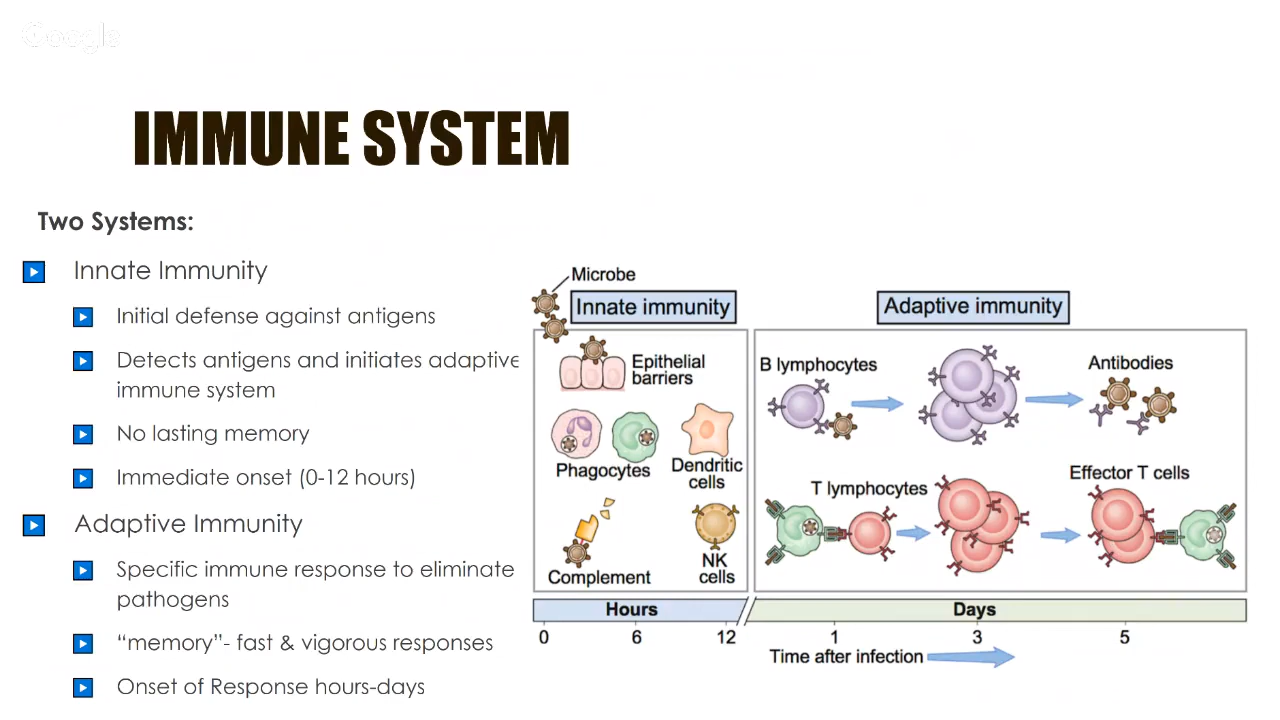 Google
IMMUNE SYSTEM
Two Systems:
Innate Immunity
Initial defense against antigens
Detects antigens and initiates adaptive
immune system
No lasting memory
Immediate onset (0-12 hours)
Adaptive Immunity
Specific immune response to eliminate
pathogens
“memory”- fast & vigorous responses
Onset of Response hours-days
Microbe
Innate immunity
Epithelial
barriers
Phagocytes
Dendritic
cells
Complement
NK
cells
Adaptive immunity
B lymphocytes
Antibodies
T lymphocytes
Effector T cells
Hours
Days
0 6 12 1 3 5
Time after infection